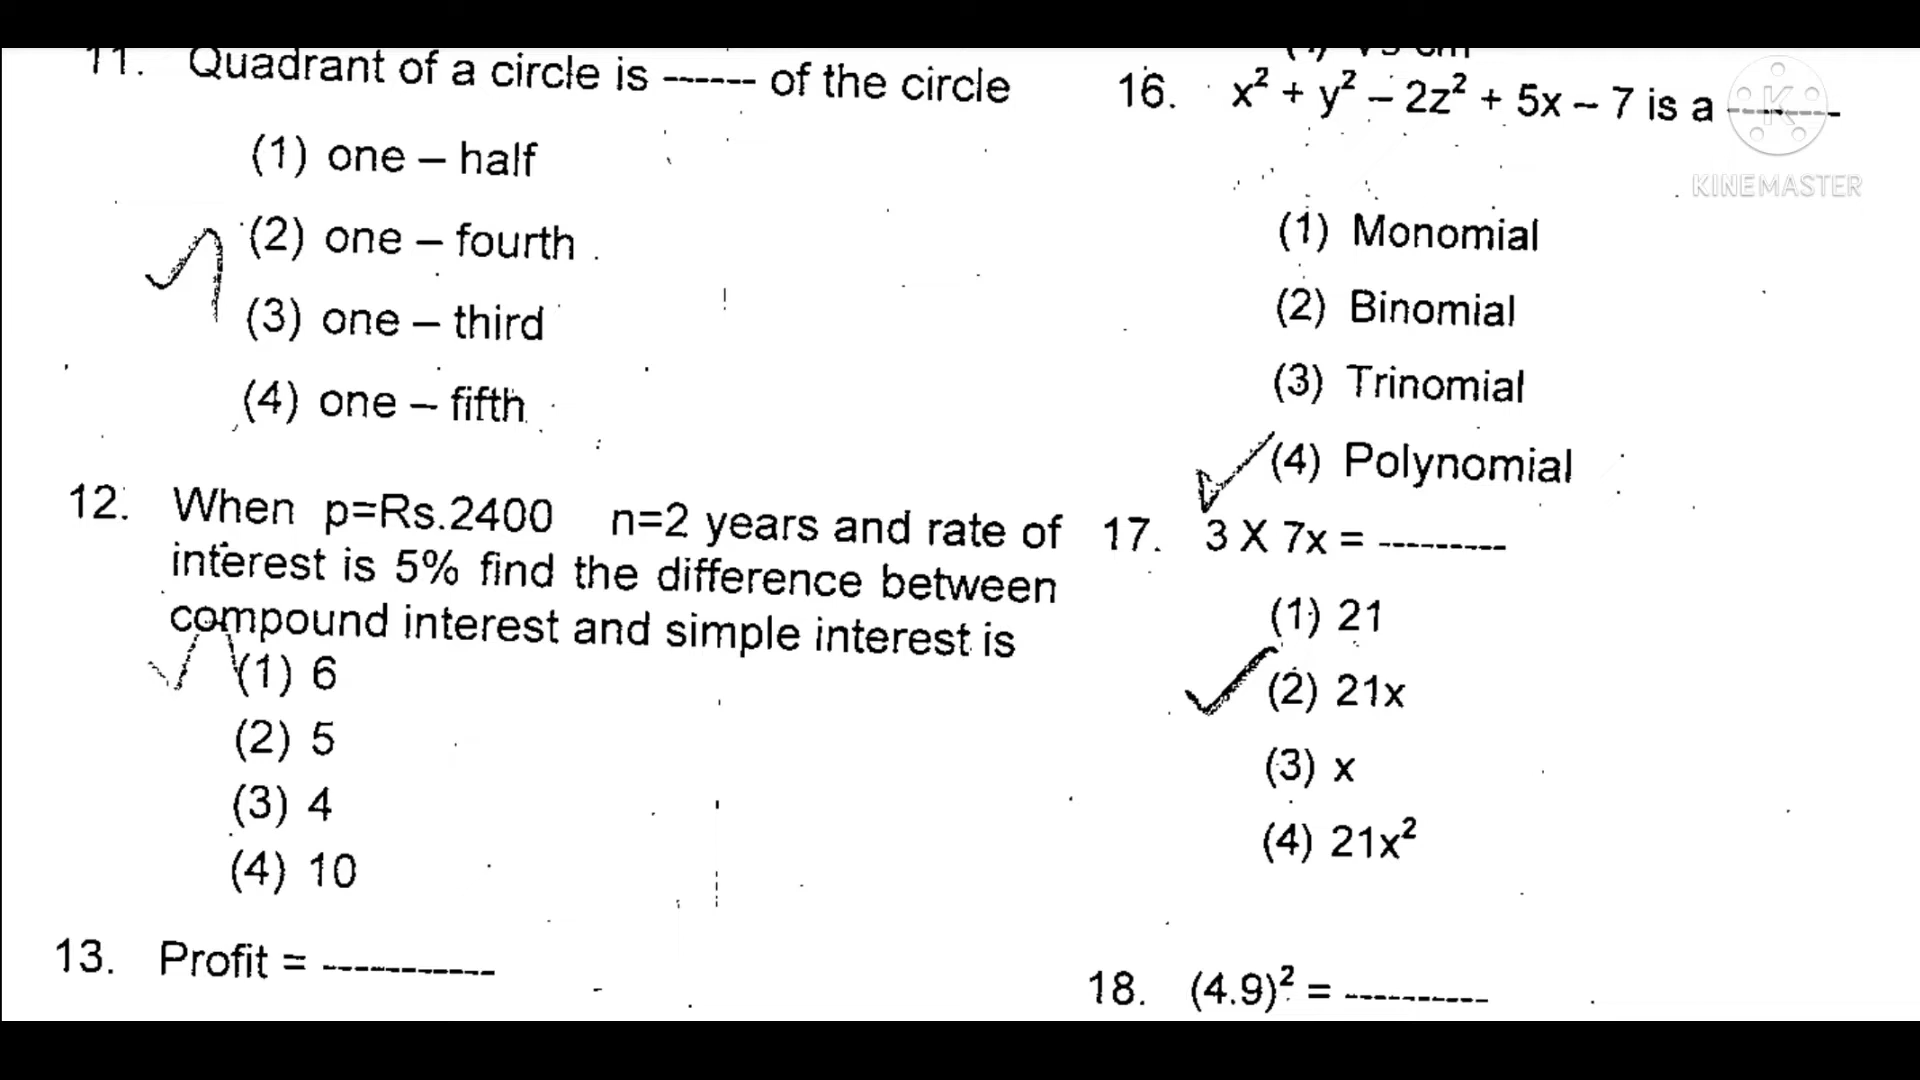 11. Quadrant of a circle is ------ of the circle
(1) one – half
(2) one – fourth
(3) one – third
(4) one – fifth
12. When p=Rs.2400 n=2 years and rate of
interest is 5% find the difference between
compound interest and simple interest is
(1) 6
(2) 5
(3) 4
(4) 10
13. Profit = -----------
16. x² + y² – 2z² + 5x – 7 is a -------
KINEMASTER
(1) Monomial
(2) Binomial
(3) Trinomial
(4) Polynomial
17. 3 X 7x = ---------
(1) 21
(2) 21x
(3) x
(4) 21x²
18. (4.9)² = ----------